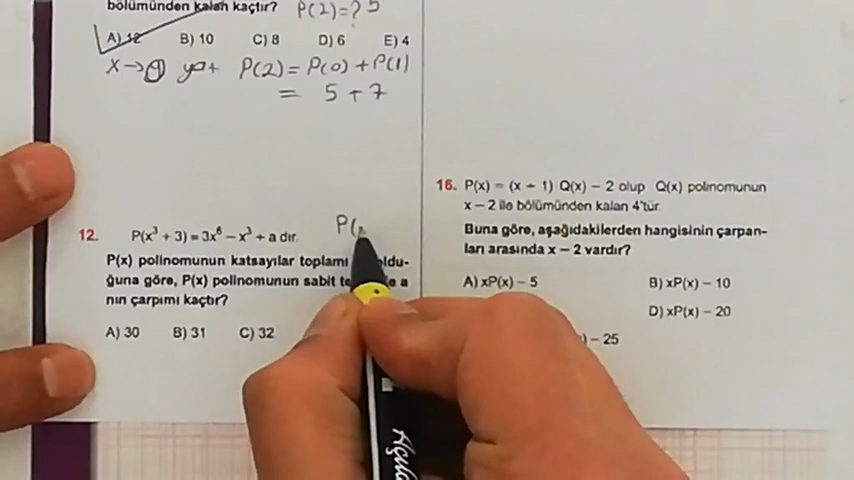 bölümünden kalan kaçtır? P(2)=? 5
A) 12 B) 10 C) 8 D) 6 E) 4
P(2) = P(0) + P(1)
= 5 + 7
12. P(x³ + 3) = 3x⁶ – x³ + a dır. P(
P(x) polinomunun katsayılar toplamı
ğuna göre, P(x) polinomunun sabit a
nın çarpımı kaçtır?
A) 30 B) 31 C) 32
16. P(x) = (x + 1) Q(x) – 2 olup Q(x) polinomunun
x – 2 ile bölümünden kalan 4'tür.
Buna göre, aşağıdakilerden hangisinin çarpan-
ları arasında x – 2 vardır?
A) xP(x) – 5 B) xP(x) – 10
D) xP(x) – 20
) – 25
Açılı